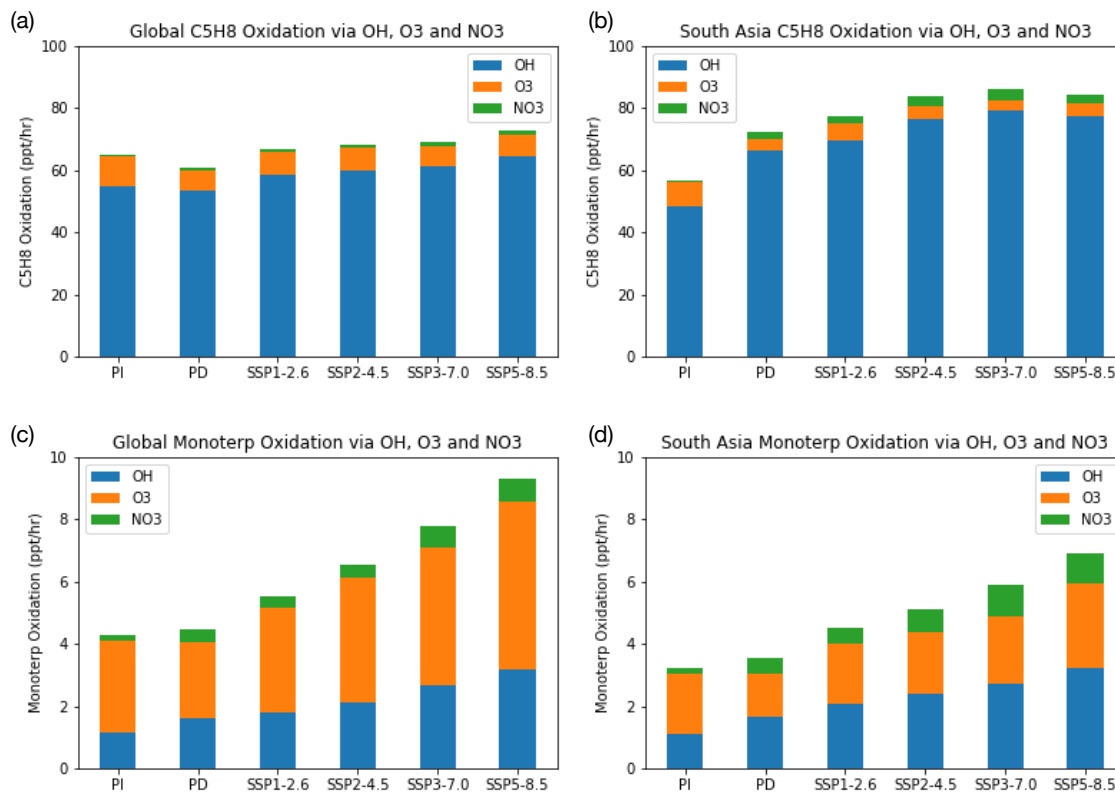 (a)
Global C5H8 Oxidation via OH, O3 and NO3
100
80
60
40
20
0
C5H8 Oxidation (ppt/hr)
OH
O3
NO3
PI PD SSP1-2.6 SSP2-4.5 SSP3-7.0 SSP5-8.5
(b)
South Asia C5H8 Oxidation via OH, O3 and NO3
100
80
60
40
20
0
C5H8 Oxidation (ppt/hr)
OH
O3
NO3
PI PD SSP1-2.6 SSP2-4.5 SSP3-7.0 SSP5-8.5
(c)
Global Monoterp Oxidation via OH, O3 and NO3
10
8
6
4
2
0
Monoterp Oxidation (ppt/hr)
OH
O3
NO3
PI PD SSP1-2.6 SSP2-4.5 SSP3-7.0 SSP5-8.5
(d)
South Asia Monoterp Oxidation via OH, O3 and NO3
10
8
6
4
2
0
Monoterp Oxidation (ppt/hr)
OH
O3
NO3
PI PD SSP1-2.6 SSP2-4.5 SSP3-7.0 SSP5-8.5